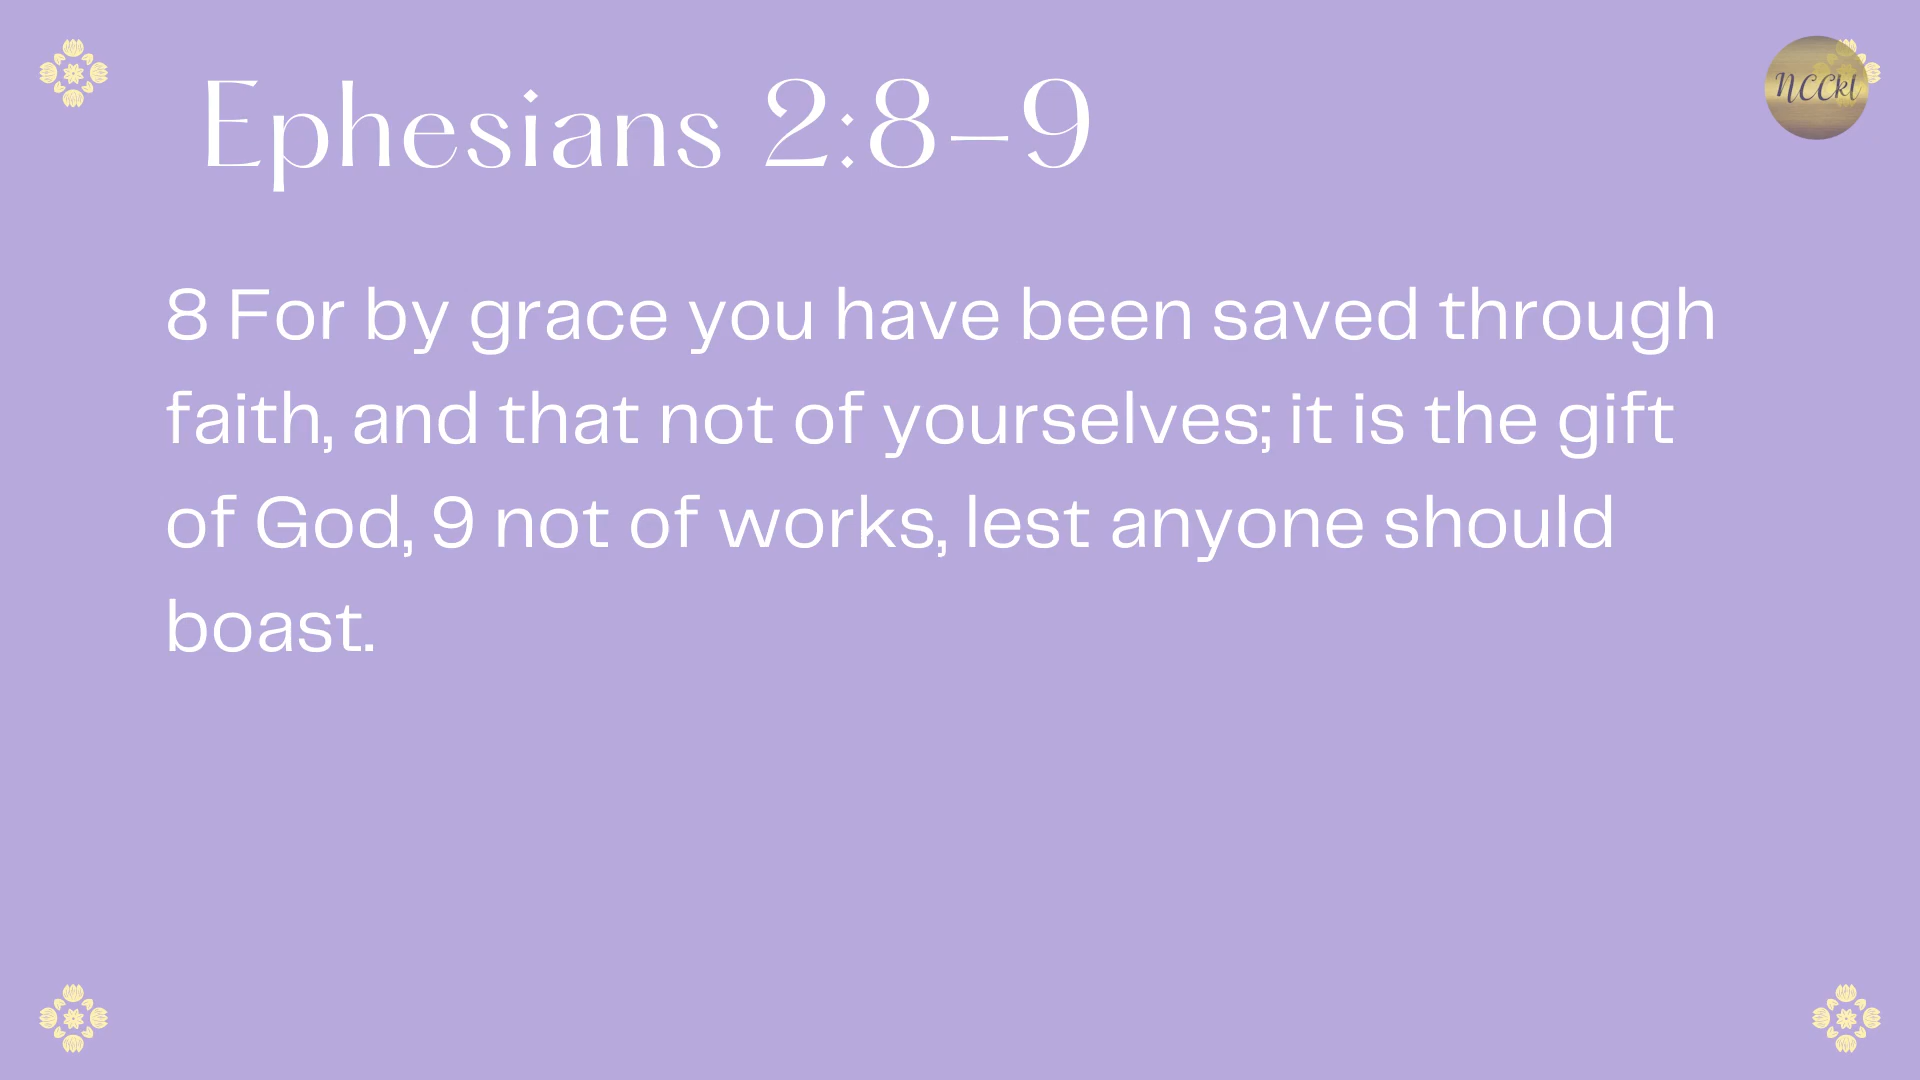 Ephesians 2:8–9
NCCkl
8 For by grace you have been saved through
faith, and that not of yourselves; it is the gift
of God, 9 not of works, lest anyone should
boast.